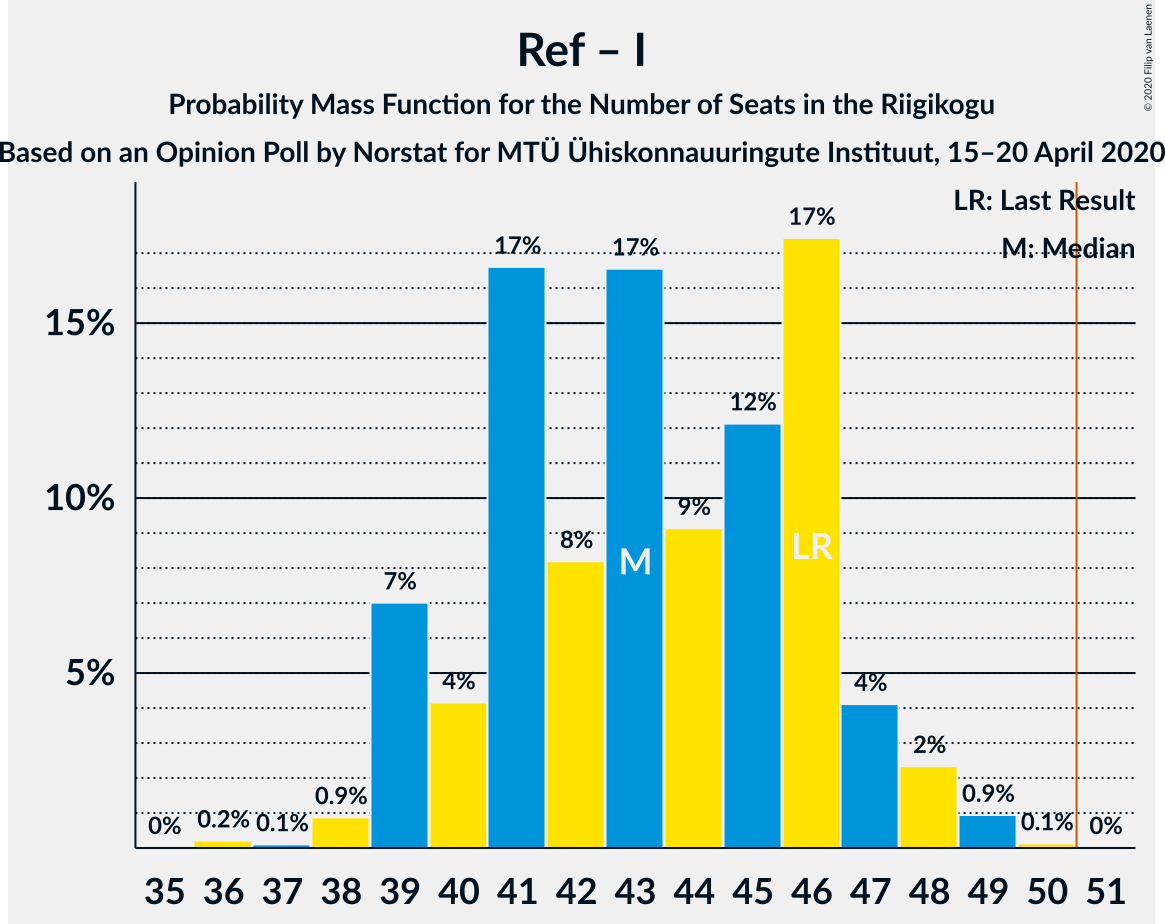 Ref – I
Probability Mass Function for the Number of Seats in the Riigikogu
Based on an Opinion Poll by Norstat for MTÜ Ühiskonnauuringute Instituut, 15–20 April 2020
© 2020 Filip van Laenen
LR: Last Result
M: Median
15%
10%
5%
0%
0.2%
0.1%
0.9%
7%
4%
17%
8%
17%
9%
12%
17%
4%
2%
0.9%
0.1%
0%
M
LR
35 36 37 38 39 40 41 42 43 44 45 46 47 48 49 50 51